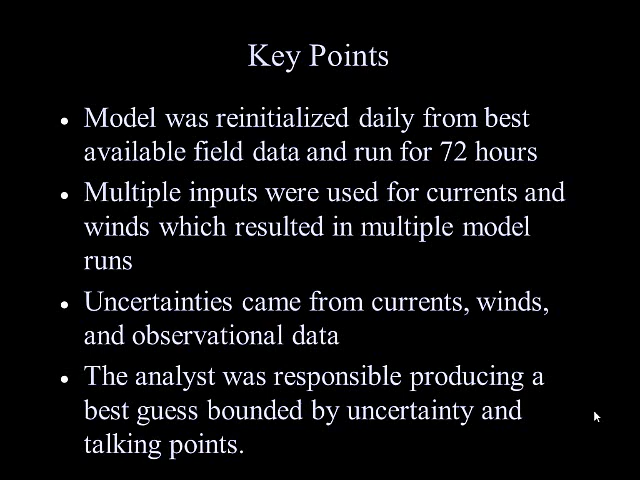 Key Points
• Model was reinitialized daily from best
available field data and run for 72 hours
• Multiple inputs were used for currents and
winds which resulted in multiple model
runs
• Uncertainties came from currents, winds,
and observational data
• The analyst was responsible producing a
best guess bounded by uncertainty and
talking points.